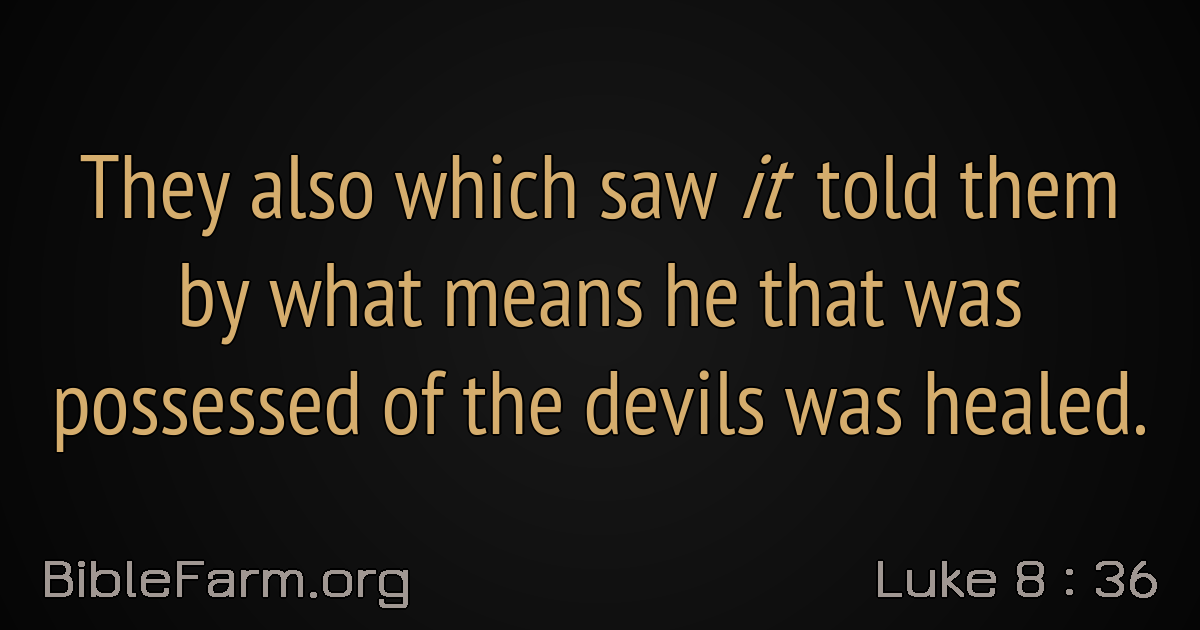 They also which saw it told them
by what means he that was
possessed of the devils was healed.
BibleFarm.org
Luke 8 : 36